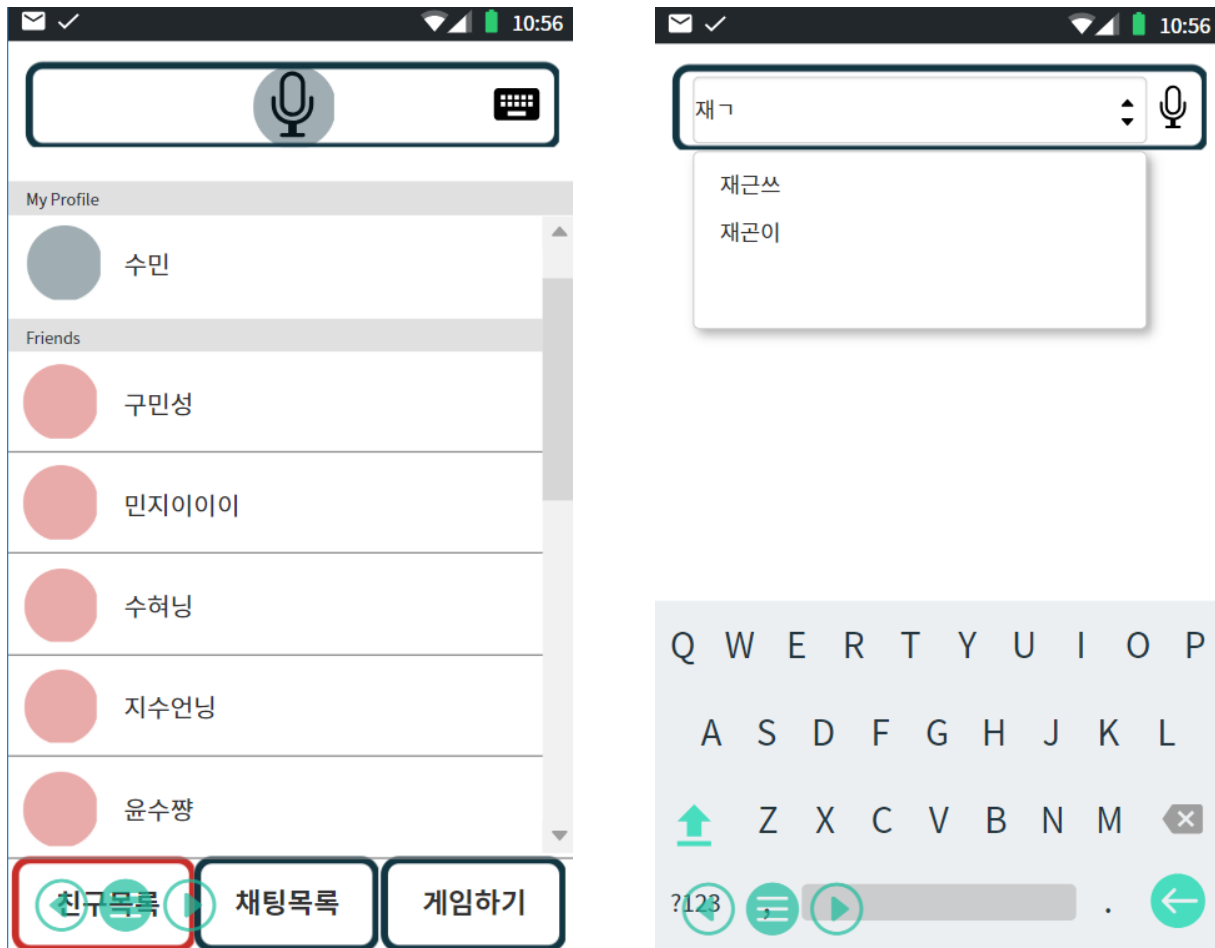 10:56
My Profile
수민
Friends
구민성
민지이이이
수혀닝
지수언닝
윤수쨩
친구목록
채팅목록
게임하기
10:56
재ㄱ
재근쓰
재곤이
Q W E R T Y U I O P
A S D F G H J K L
Z X C V B N M
?123 , .